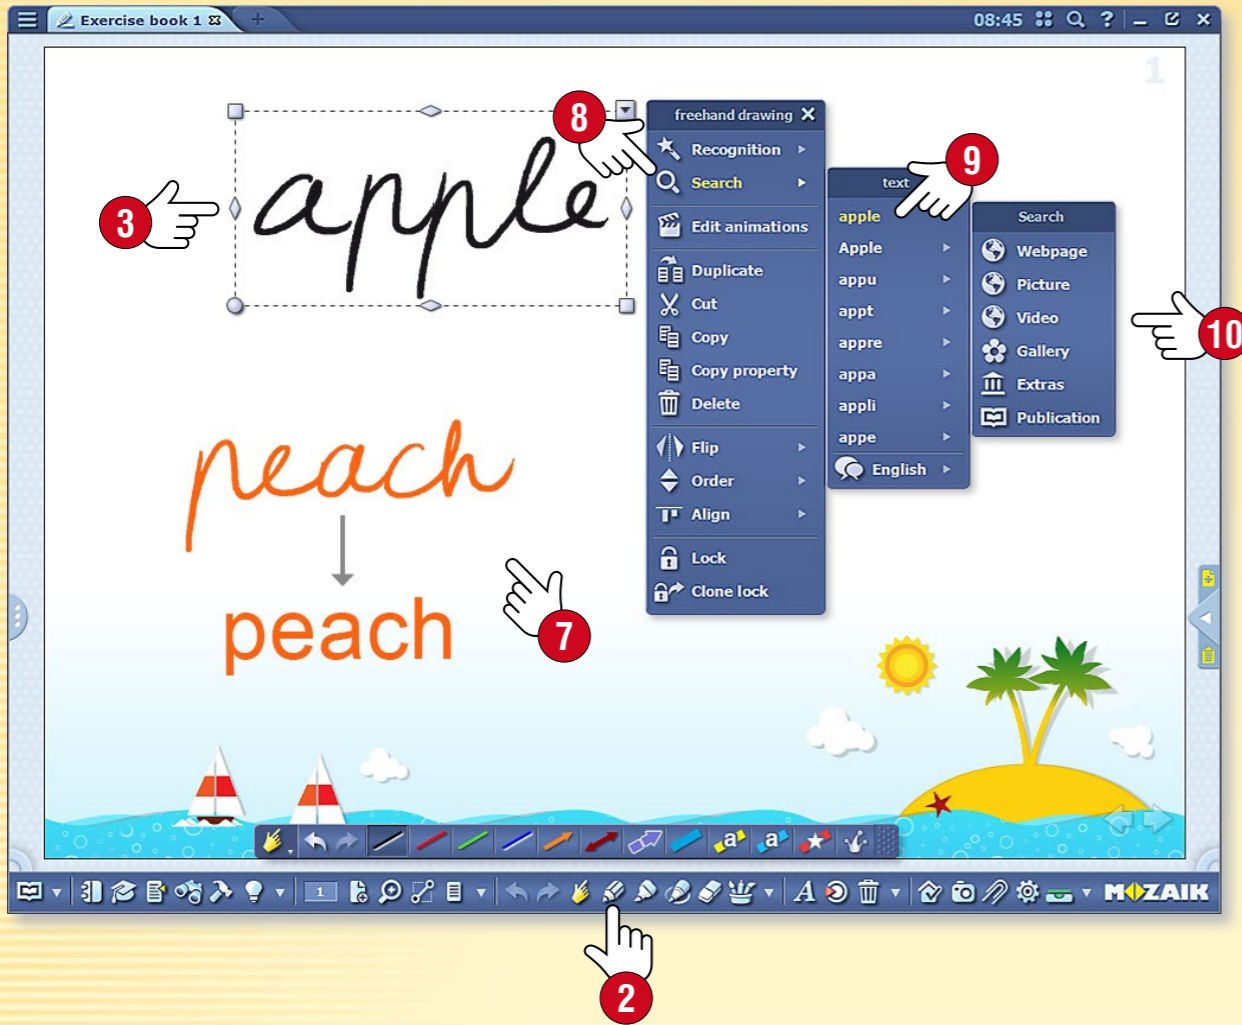 Exercise book 1
08:45
?
1
apple
peach
peach
freehand drawing
Recognition
Search
Edit animations
Duplicate
Cut
Copy
Copy property
Delete
Flip
Order
Align
Lock
Clone lock
text
apple
Apple
appu
appt
appre
appa
appli
appe
English
Search
Webpage
Picture
Video
Gallery
Extras
Publication
3
8
9
10
7
a a
1 A MOZAIK
2